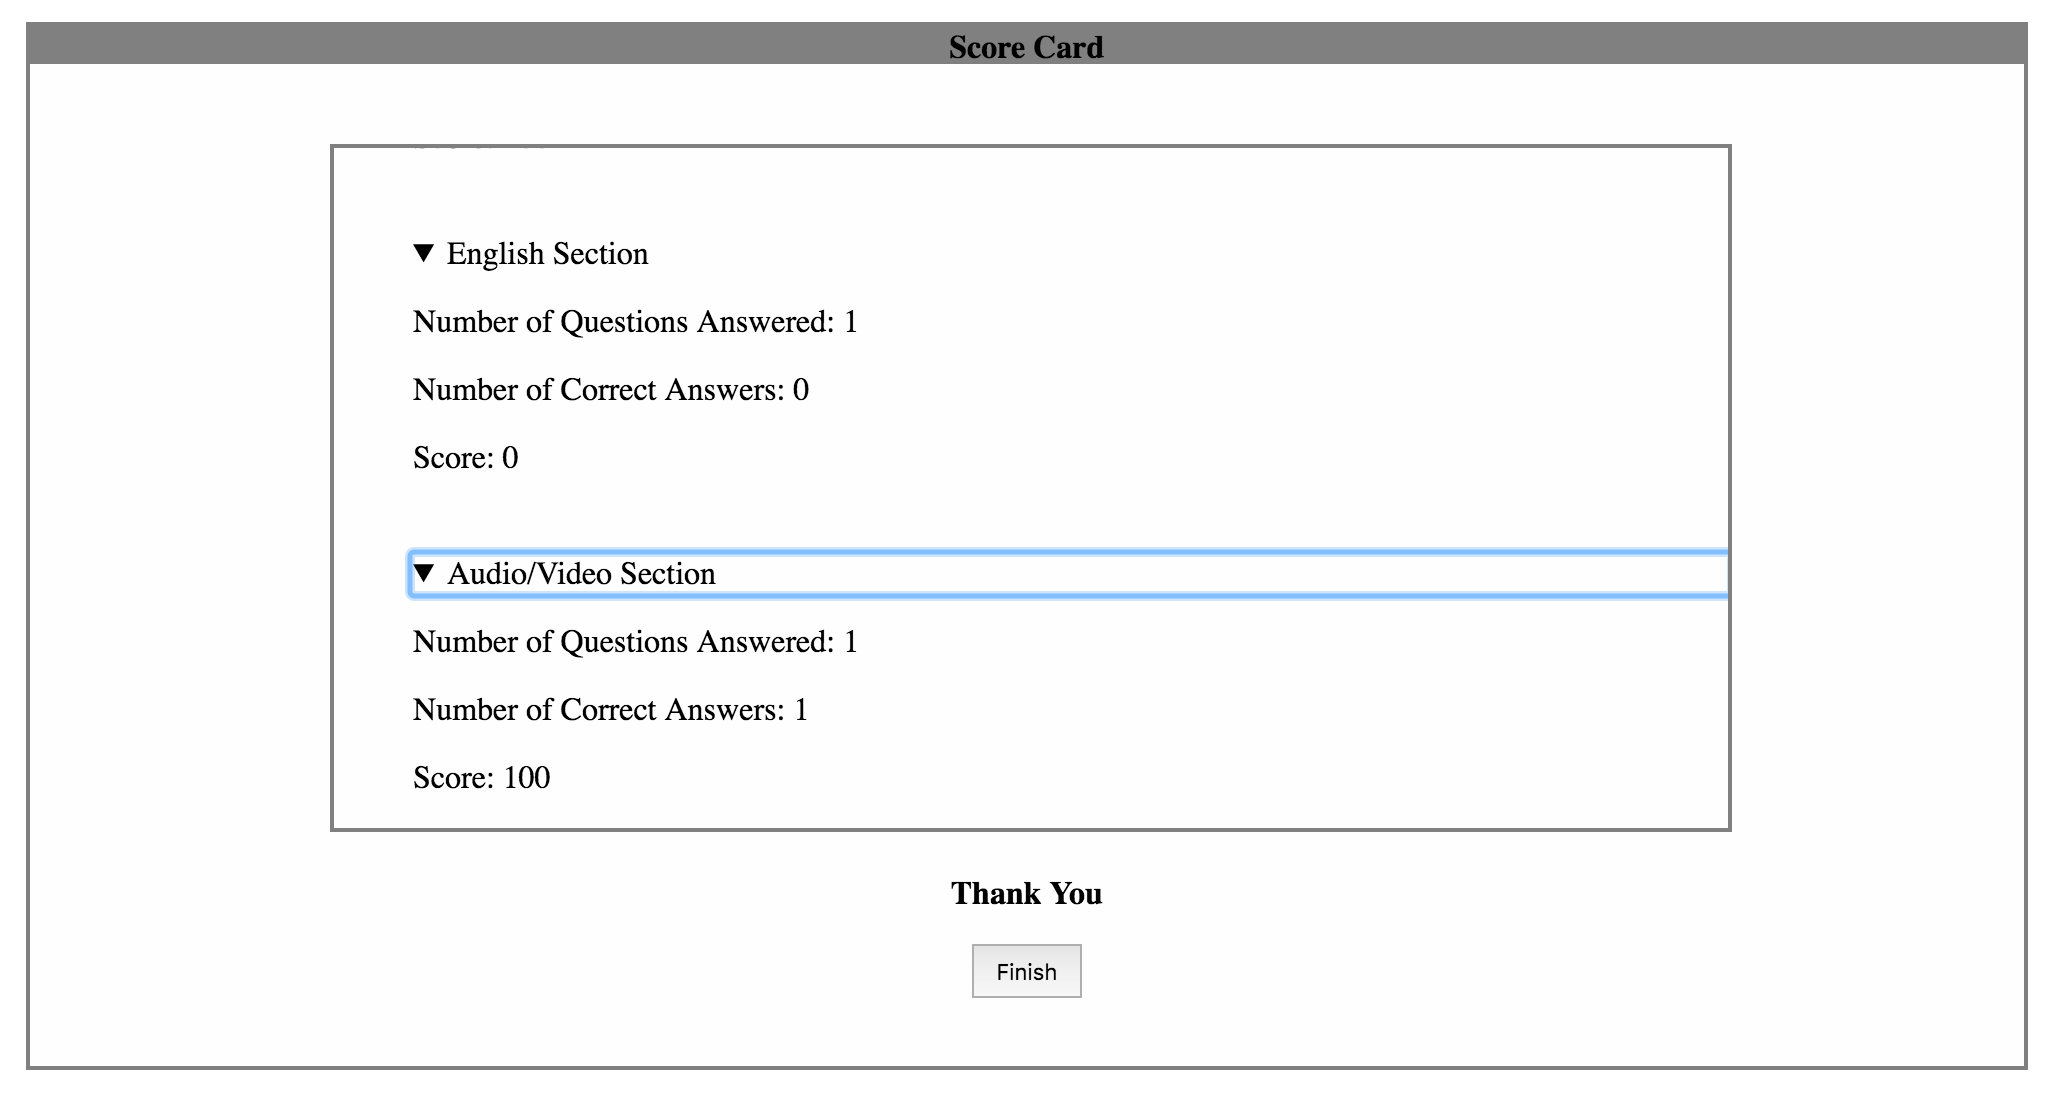 Score Card
English Section
Number of Questions Answered: 1
Number of Correct Answers: 0
Score: 0
Audio/Video Section
Number of Questions Answered: 1
Number of Correct Answers: 1
Score: 100
Thank You
Finish